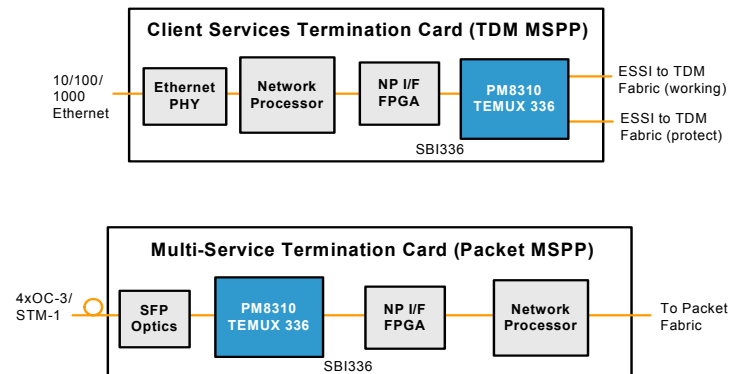 Client Services Termination Card (TDM MSPP)
10/100/
1000
Ethernet
Ethernet
PHY
Network
Processor
NP I/F
FPGA
PM8310
TEMUX 336
SBI336
ESSI to TDM
Fabric (working)
ESSI to TDM
Fabric (protect)
Multi-Service Termination Card (Packet MSPP)
4xOC-3/
STM-1
SFP
Optics
PM8310
TEMUX 336
SBI336
NP I/F
FPGA
Network
Processor
To Packet
Fabric